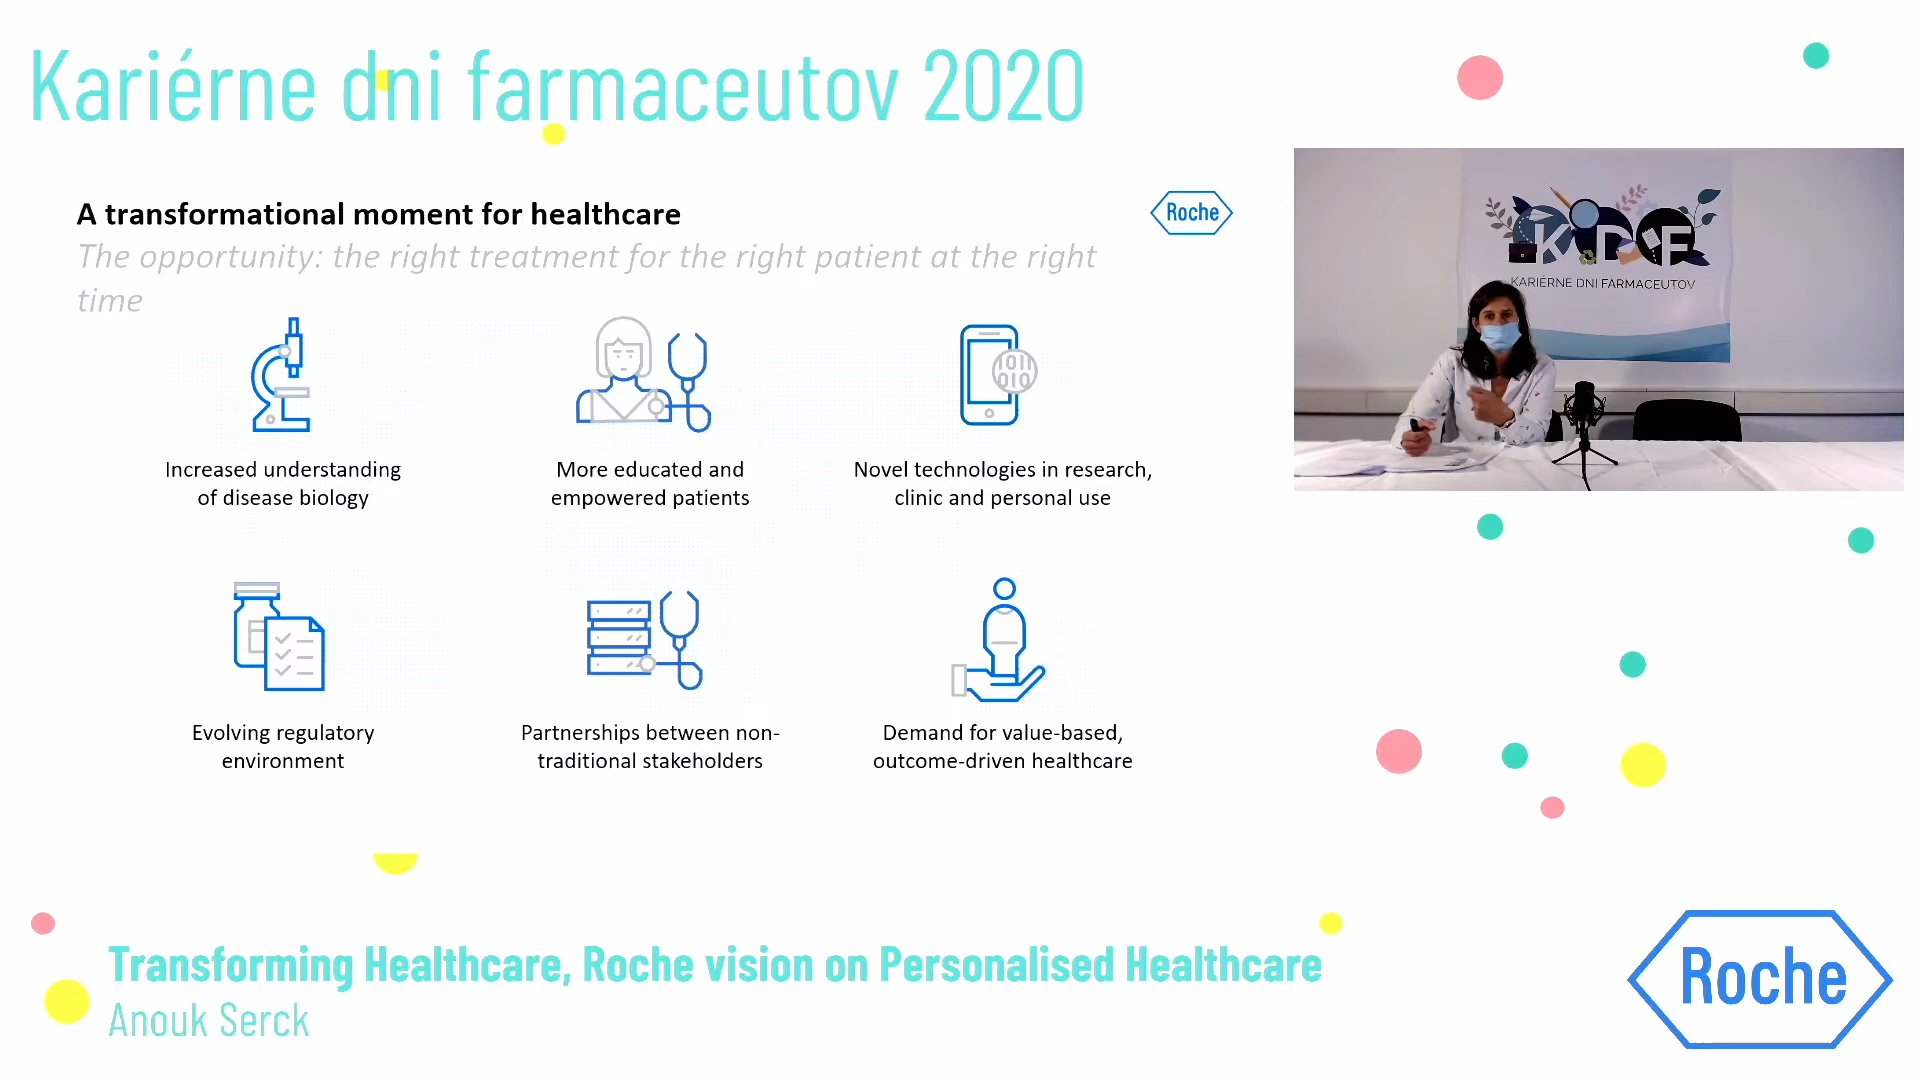 Kariérne dni farmaceutov 2020
A transformational moment for healthcare
Roche
The opportunity: the right treatment for the right patient at the right
time
KDF
KARIÉRNE DNI FARMACEUTOV
Increased understanding
of disease biology
More educated and
empowered patients
101
010
Novel technologies in research,
clinic and personal use
Evolving regulatory
environment
Partnerships between non-
traditional stakeholders
Demand for value-based,
outcome-driven healthcare
Transforming Healthcare, Roche vision on Personalised Healthcare
Anouk Serck
Roche